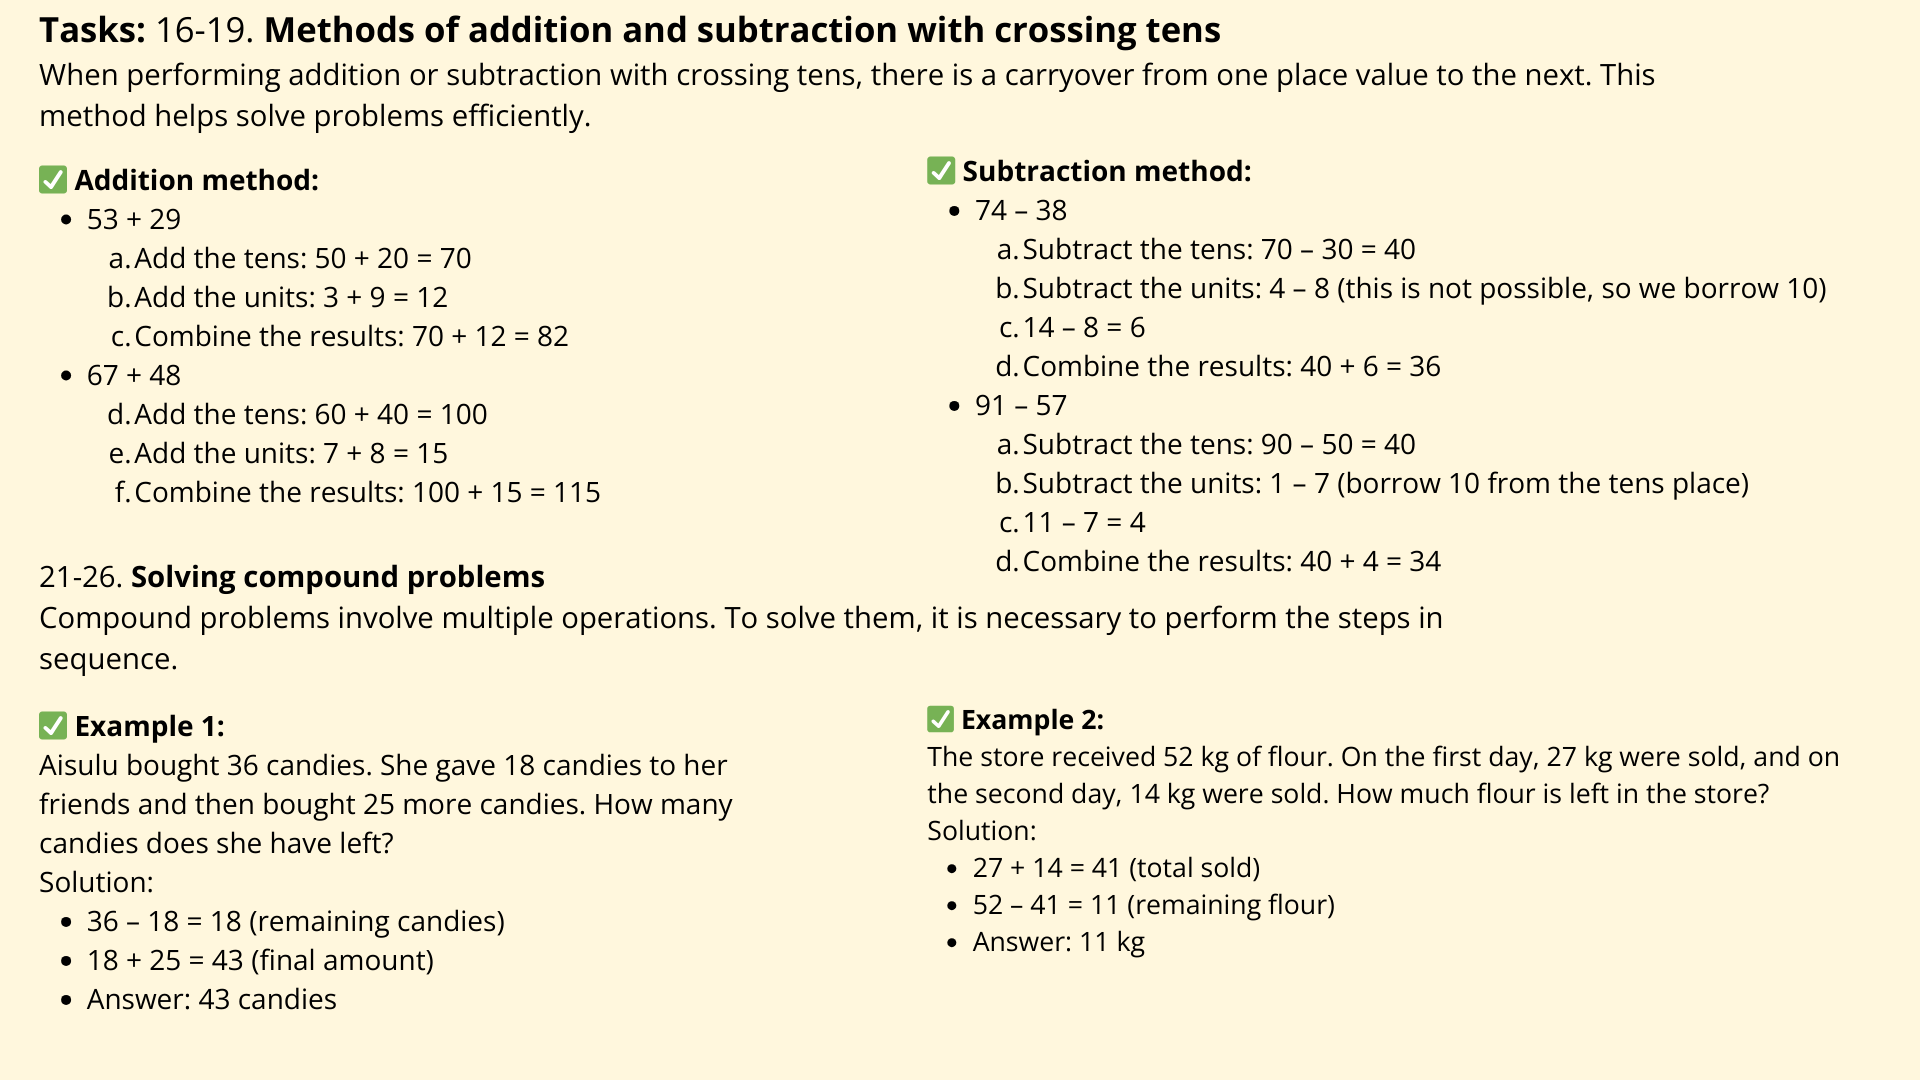 Tasks: 16-19. Methods of addition and subtraction with crossing tens
When performing addition or subtraction with crossing tens, there is a carryover from one place value to the next. This
method helps solve problems efficiently.
✅ Addition method:
• 53 + 29
a. Add the tens: 50 + 20 = 70
b. Add the units: 3 + 9 = 12
c. Combine the results: 70 + 12 = 82
• 67 + 48
d. Add the tens: 60 + 40 = 100
e. Add the units: 7 + 8 = 15
f. Combine the results: 100 + 15 = 115
✅ Subtraction method:
• 74 – 38
a. Subtract the tens: 70 – 30 = 40
b. Subtract the units: 4 – 8 (this is not possible, so we borrow 10)
c. 14 – 8 = 6
d. Combine the results: 40 + 6 = 36
• 91 – 57
a. Subtract the tens: 90 – 50 = 40
b. Subtract the units: 1 – 7 (borrow 10 from the tens place)
c. 11 – 7 = 4
d. Combine the results: 40 + 4 = 34
21-26. Solving compound problems
Compound problems involve multiple operations. To solve them, it is necessary to perform the steps in
sequence.
✅ Example 1:
Aisulu bought 36 candies. She gave 18 candies to her
friends and then bought 25 more candies. How many
candies does she have left?
Solution:
• 36 – 18 = 18 (remaining candies)
• 18 + 25 = 43 (final amount)
• Answer: 43 candies
✅ Example 2:
The store received 52 kg of flour. On the first day, 27 kg were sold, and on
the second day, 14 kg were sold. How much flour is left in the store?
Solution:
• 27 + 14 = 41 (total sold)
• 52 – 41 = 11 (remaining flour)
• Answer: 11 kg